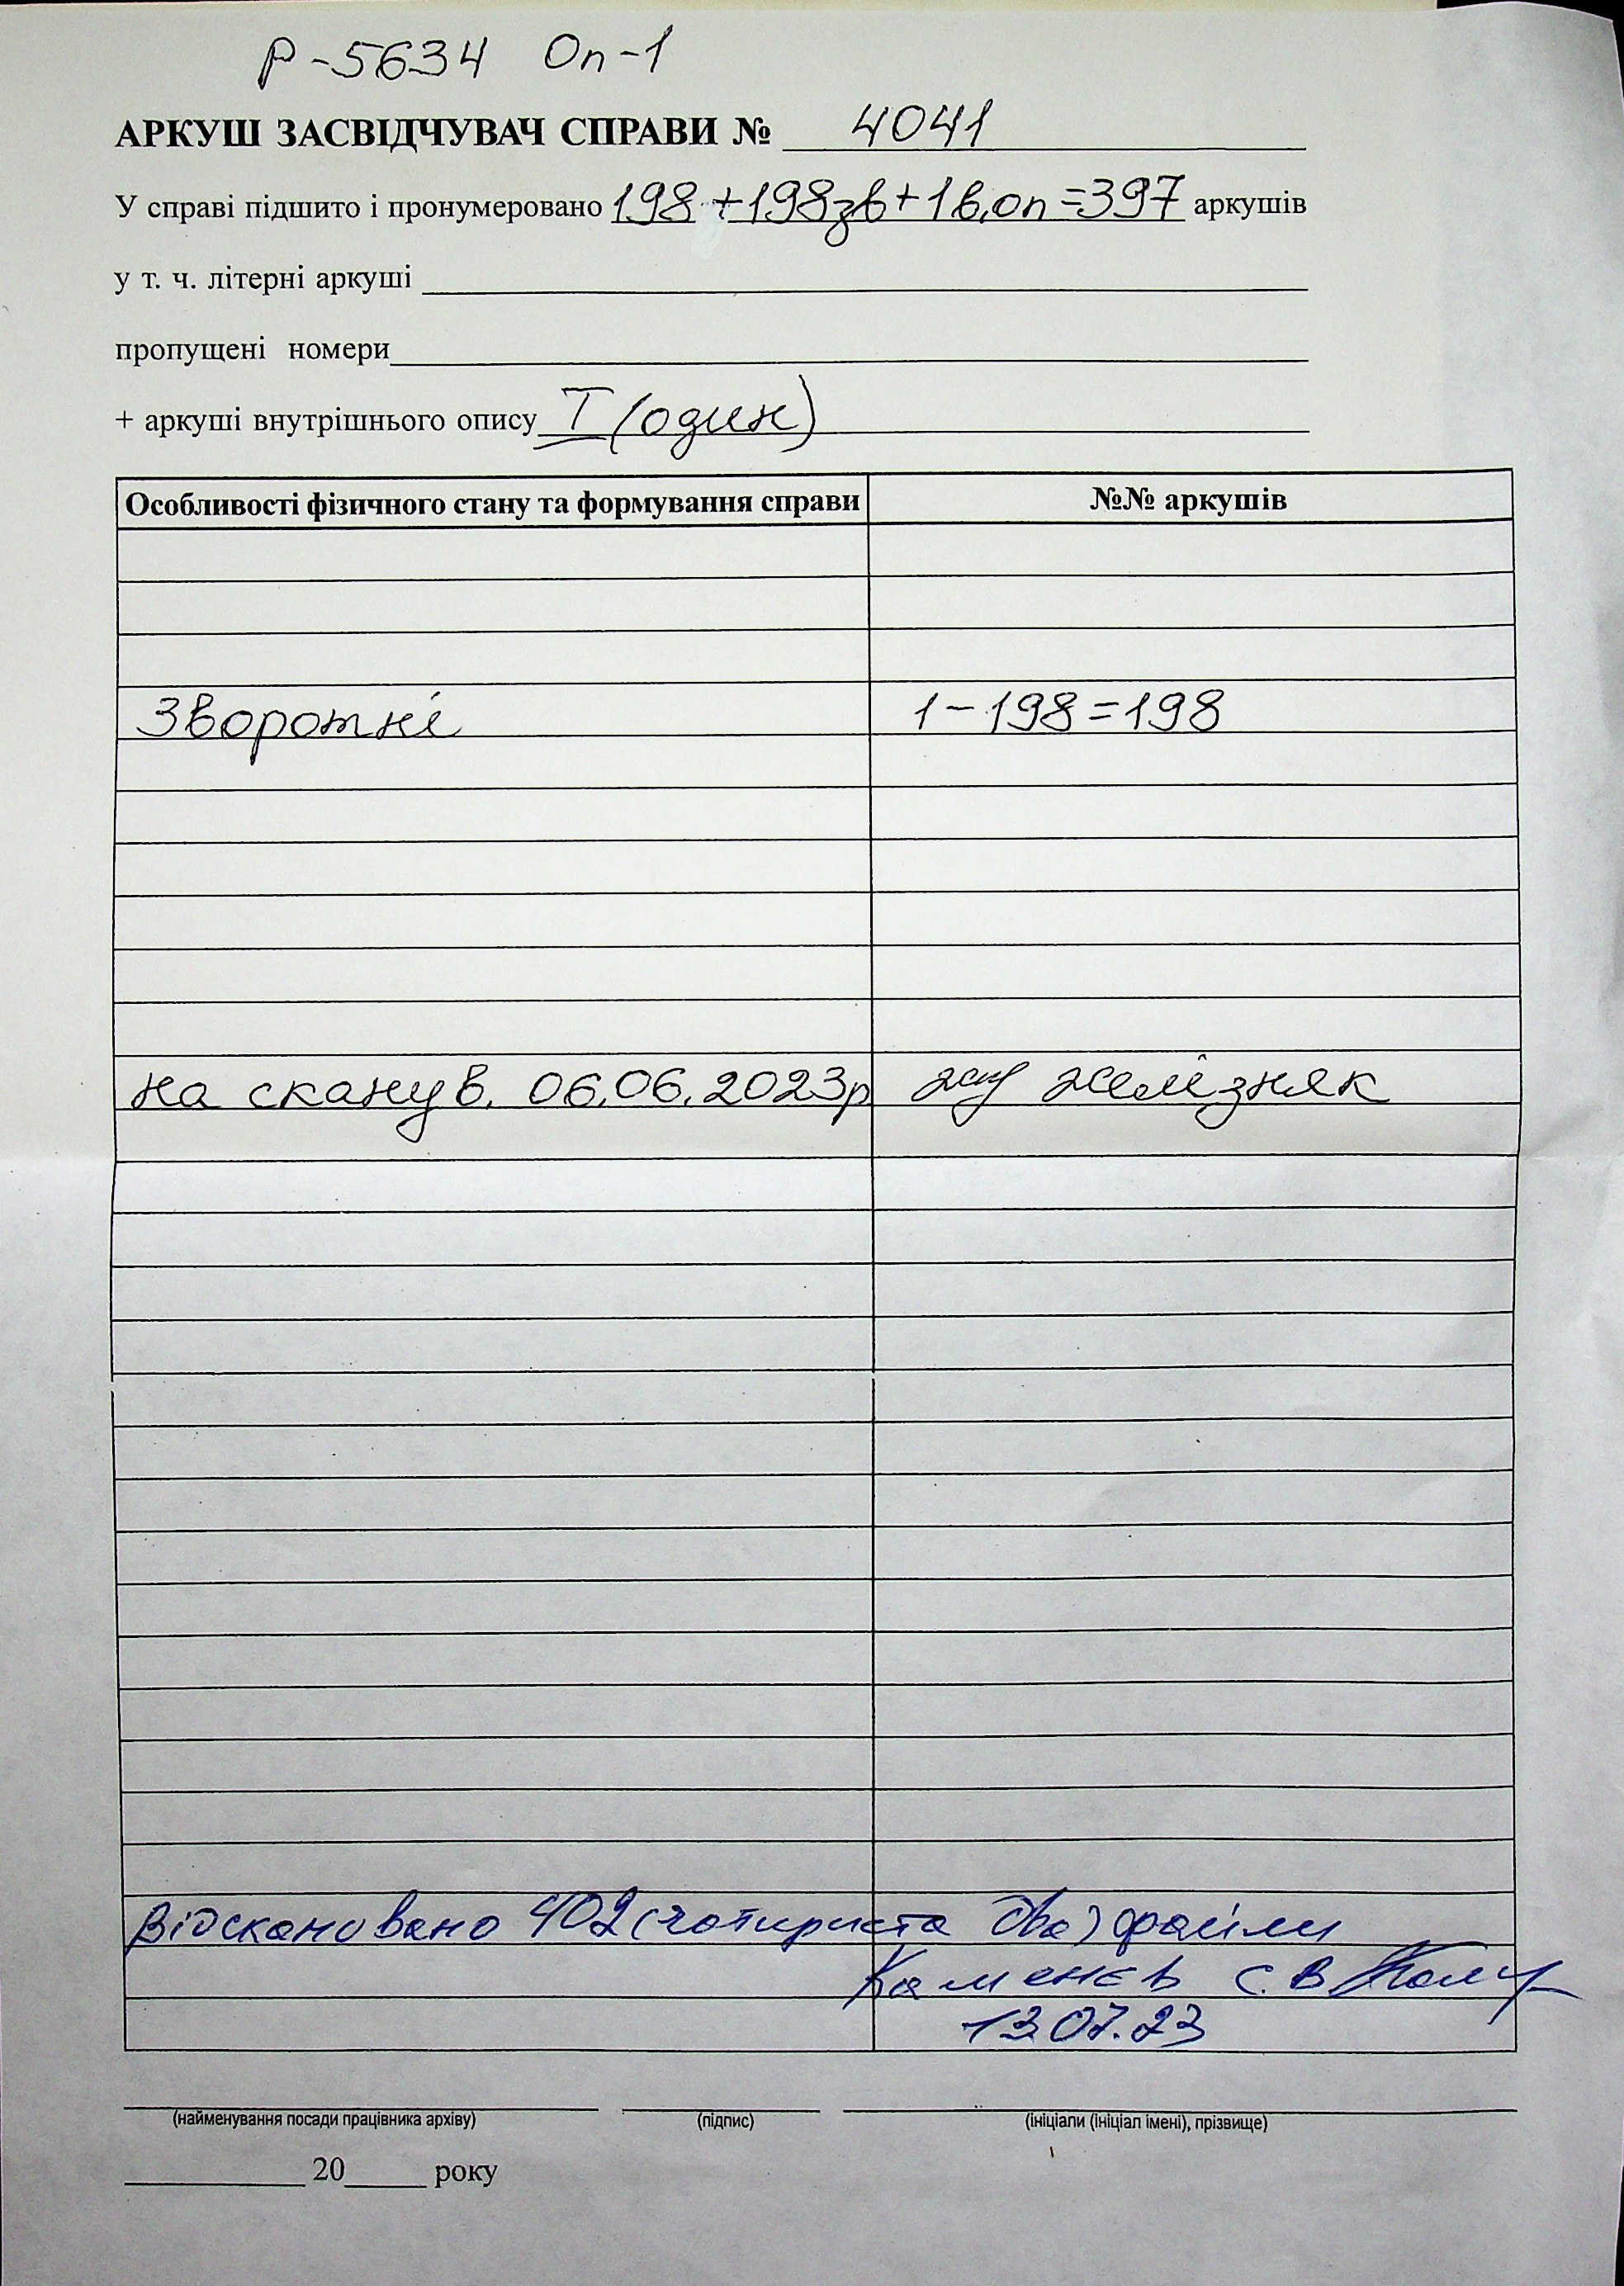 Р-5634 Оп-1
АРКУШ ЗАСВІДЧУВАЧ СПРАВИ № 4041
У справі підшито і пронумеровано 198 + 198зв + 1 в.оп = 397 аркушів
у т. ч. літерні аркуші
пропущені номери
+ аркуші внутрішнього опису I (один)
Особливості фізичного стану та формування справи №№ аркушів
Зворотні 1-198=198
на сканув. 06.06.2023р Желізняк
Відскановано 402 (чотириста два) файли
Каменєв С.В
13.07.23
(найменування посади працівника архіву) (підпис) (ініціали (ініціал імені), прізвище)
20 року